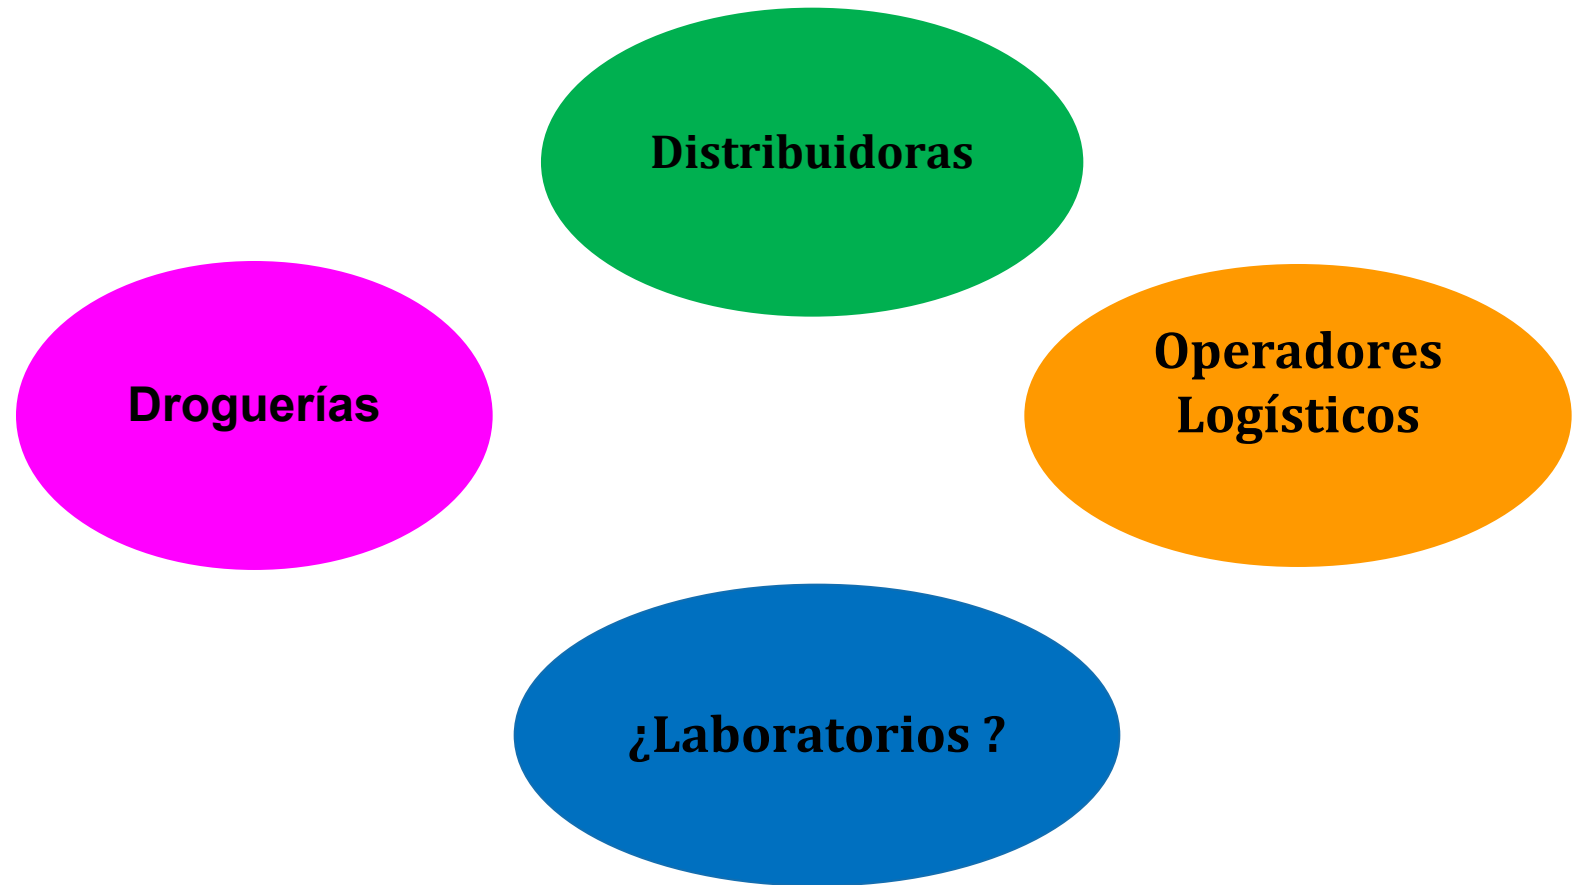 Distribuidoras
Droguerías
Operadores
Logísticos
¿Laboratorios ?